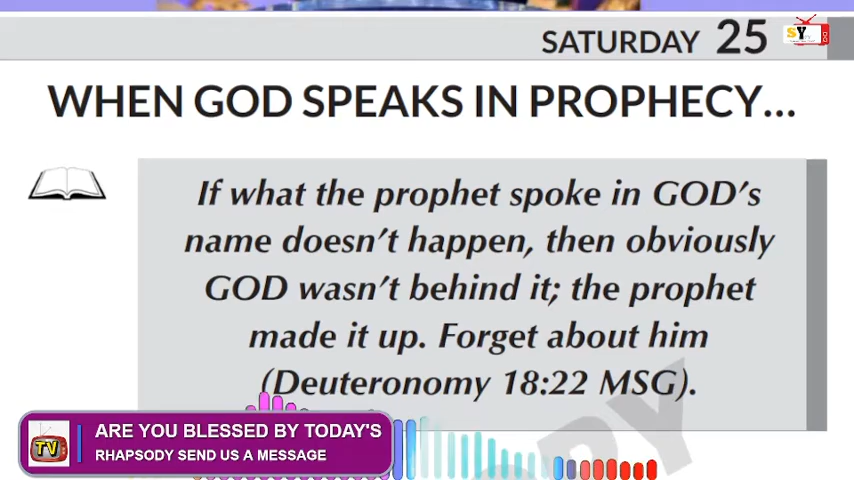 SATURDAY 25
SY
WHEN GOD SPEAKS IN PROPHECY...
If what the prophet spoke in GOD's
name doesn't happen, then obviously
GOD wasn't behind it; the prophet
made it up. Forget about him
(Deuteronomy 18:22 MSG).
TV
ARE YOU BLESSED BY TODAY'S
RHAPSODY SEND US A MESSAGE